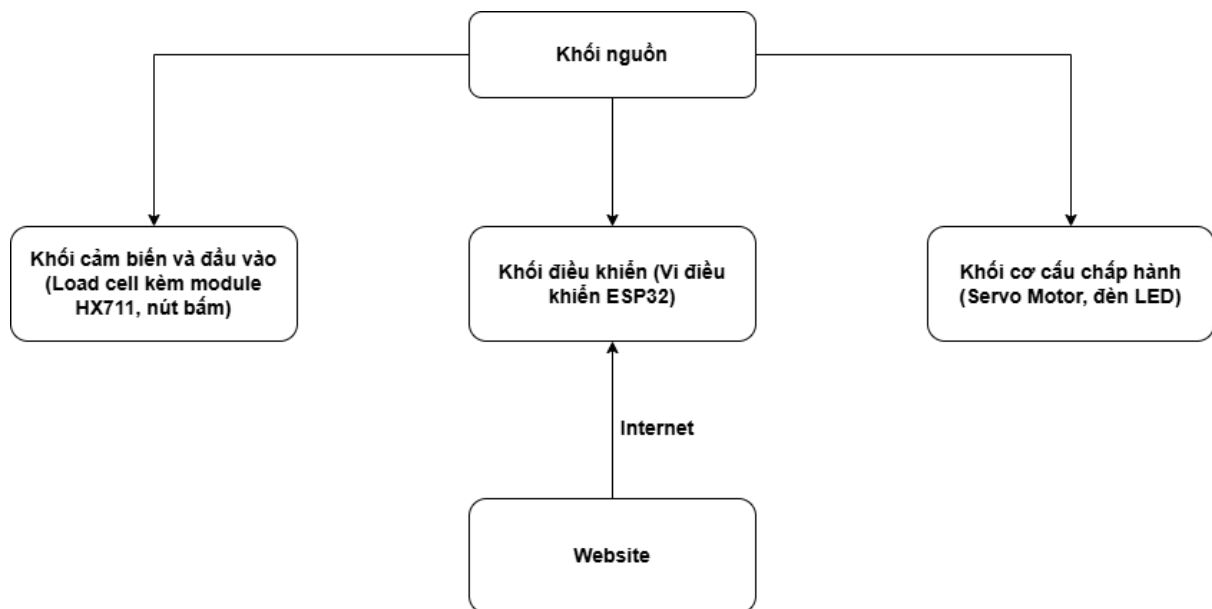 Khối nguồn
Khối cảm biến và đầu vào
(Load cell kèm module
HX711, nút bấm)
Khối điều khiển (Vi điều
khiển ESP32)
Khối cơ cấu chấp hành
(Servo Motor, đèn LED)
Internet
Website